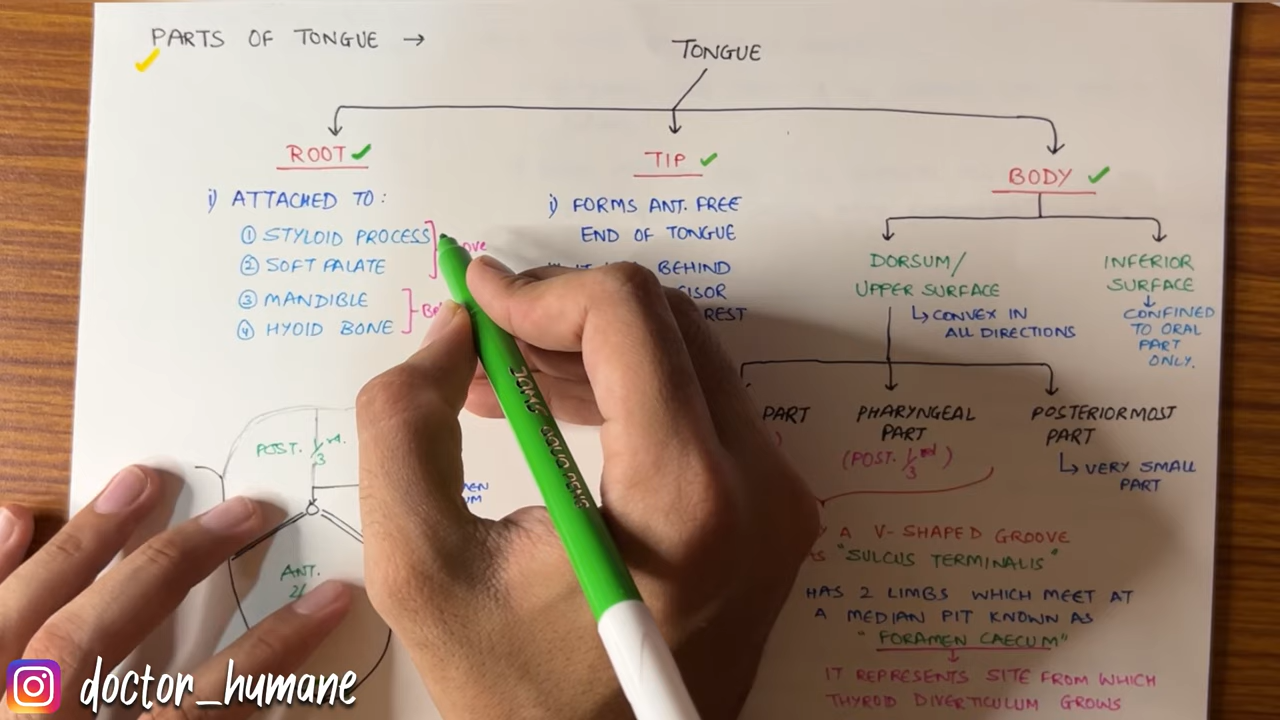 PARTS OF TONGUE →
TONGUE
ROOT
i) ATTACHED TO:
① STYLOID PROCESS
② SOFT PALATE
③ MANDIBLE
④ HYOID BONE
TIP
i) FORMS ANT. FREE
END OF TONGUE
BEHIND
REST
BODY
DORSUM/
UPPER SURFACE
↳ CONVEX IN
ALL DIRECTIONS
INFERIOR
SURFACE
↓
CONFINED
TO ORAL
PART
ONLY.
PART
PHARYNGEAL
PART
(POST. 1/3rd)
POSTERIORMOST
PART
↳ VERY SMALL
PART
POST. 1/3rd.
ANT.
A V-SHAPED GROOVE
"SULCUS TERMINALIS"
HAS 2 LIMBS WHICH MEET AT
A MEDIAN PIT KNOWN AS
"FORAMEN CAECUM"
IT REPRESENTS SITE FROM WHICH
THYROID DIVERTICULUM GROWS
doctor_humane